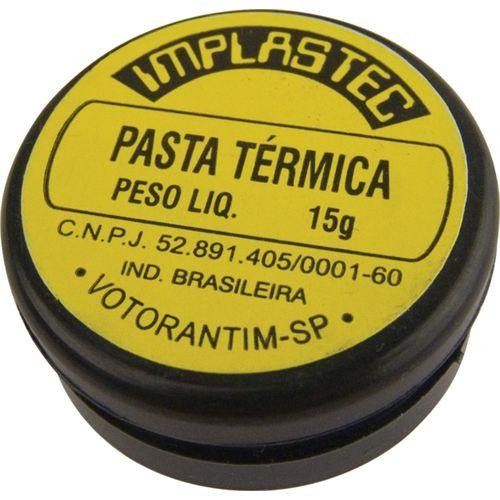 IMPLASTEC
PASTA TÉRMICA
PESO LIQ. 15g
C.N.P.J. 52.891.405/0001-60
IND. BRASILEIRA
• VOTORANTIM-SP •